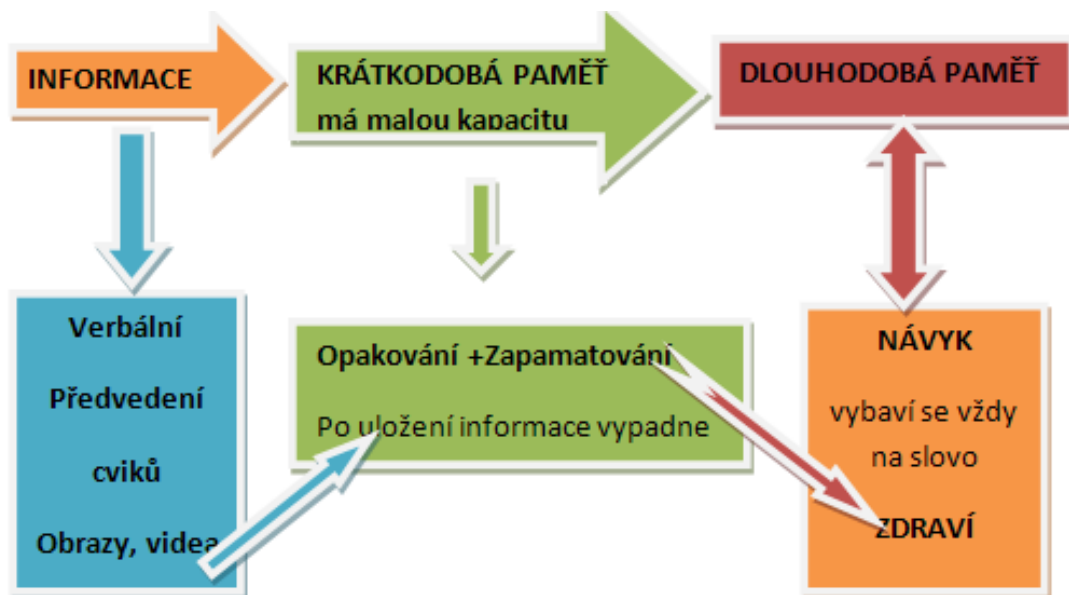 INFORMACE
KRÁTKODOBÁ PAMĚŤ
má malou kapacitu
DLOUHODOBÁ PAMĚŤ
Verbální
Předvedení
cviků
Obrazy, videa
Opakování +Zapamatování
Po uložení informace vypadne
NÁVYK
vybaví se vždy
na slovo
ZDRAVÍ